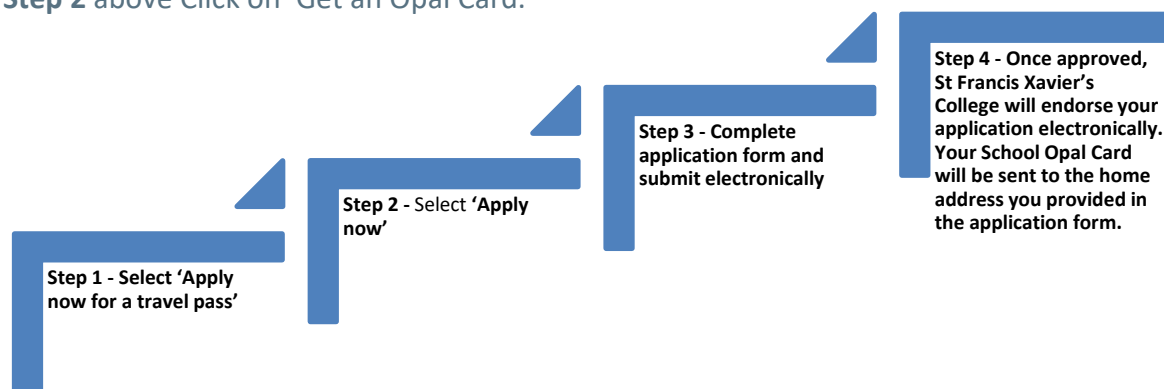 Step 2 above Click on 'Get an Opal Card.
Step 1 - Select ‘Apply
now for a travel pass’
Step 2 - Select ‘Apply
now’
Step 3 - Complete
application form and
submit electronically
Step 4 - Once approved,
St Francis Xavier’s
College will endorse your
application electronically.
Your School Opal Card
will be sent to the home
address you provided in
the application form.